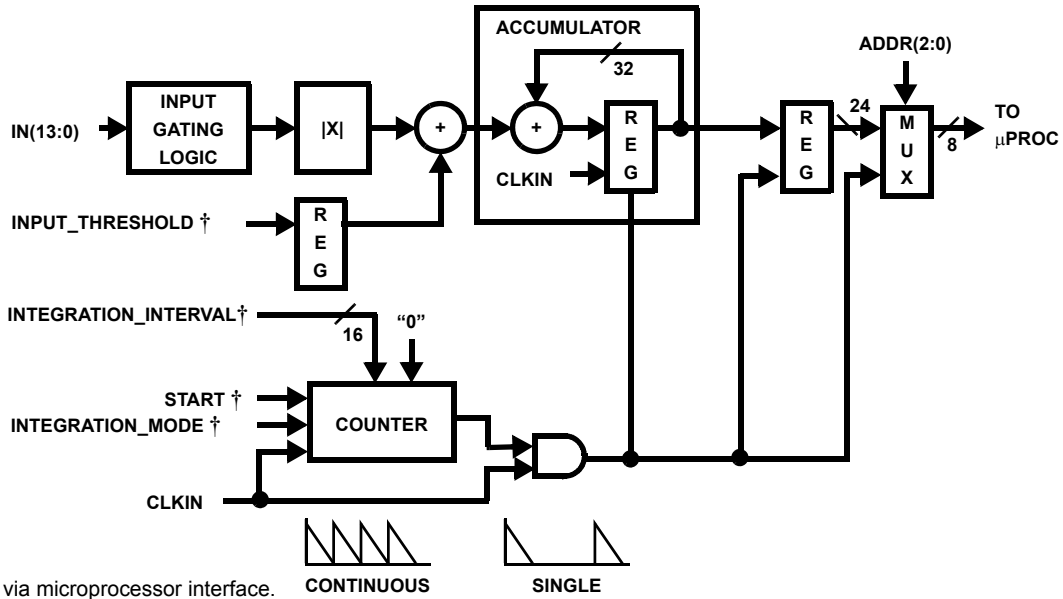 ACCUMULATOR
32
ADDR(2:0)
IN(13:0)
INPUT
GATING
LOGIC
|X|
+
+
CLKIN
R
E
G
R
E
G
24
M
U
X
8
TO
μPROC
INPUT_THRESHOLD †
R
E
G
INTEGRATION_INTERVAL†
16
“0”
START †
INTEGRATION_MODE †
COUNTER
CLKIN
via microprocessor interface.
CONTINUOUS
SINGLE